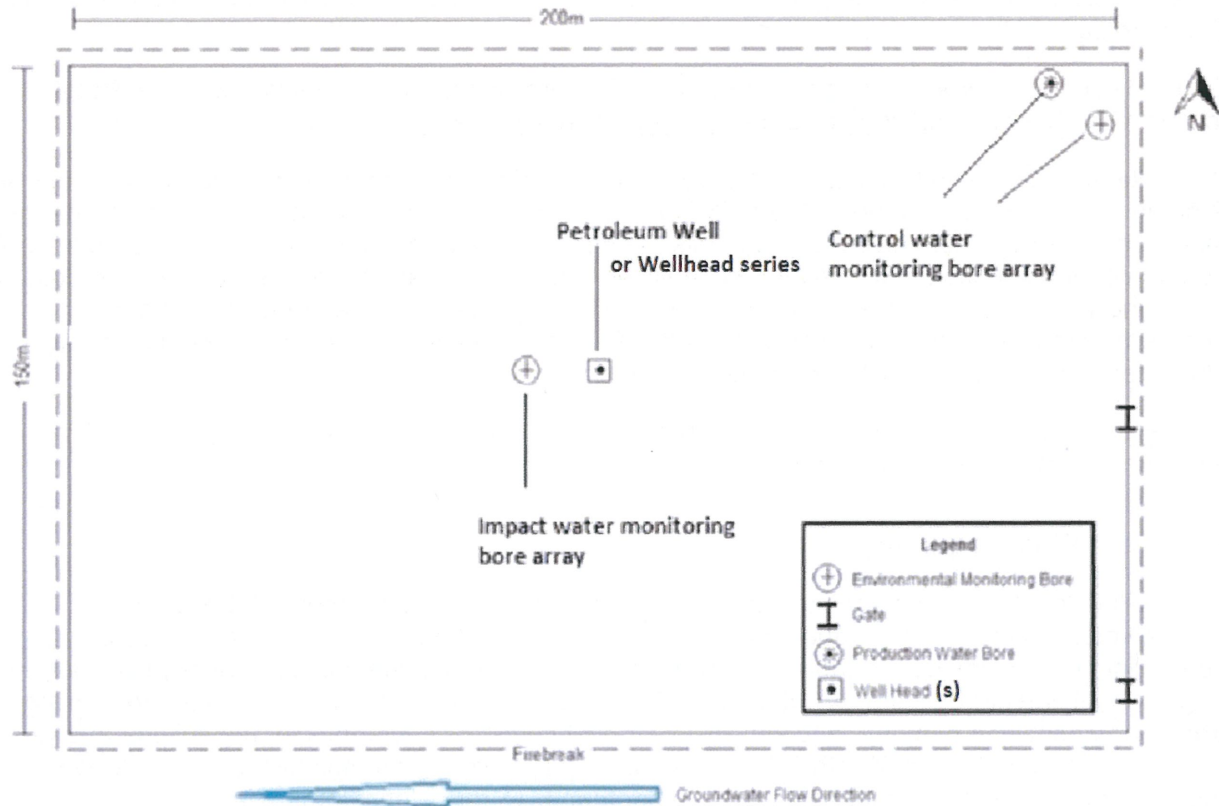 200m
N
Petroleum Well
or Wellhead series
Control water
monitoring bore array
150m
Impact water monitoring
bore array
Legend
Environmental Monitoring Bore
Gate
Production Water Bore
Well Head (s)
Firebreak
Groundwater Flow Direction